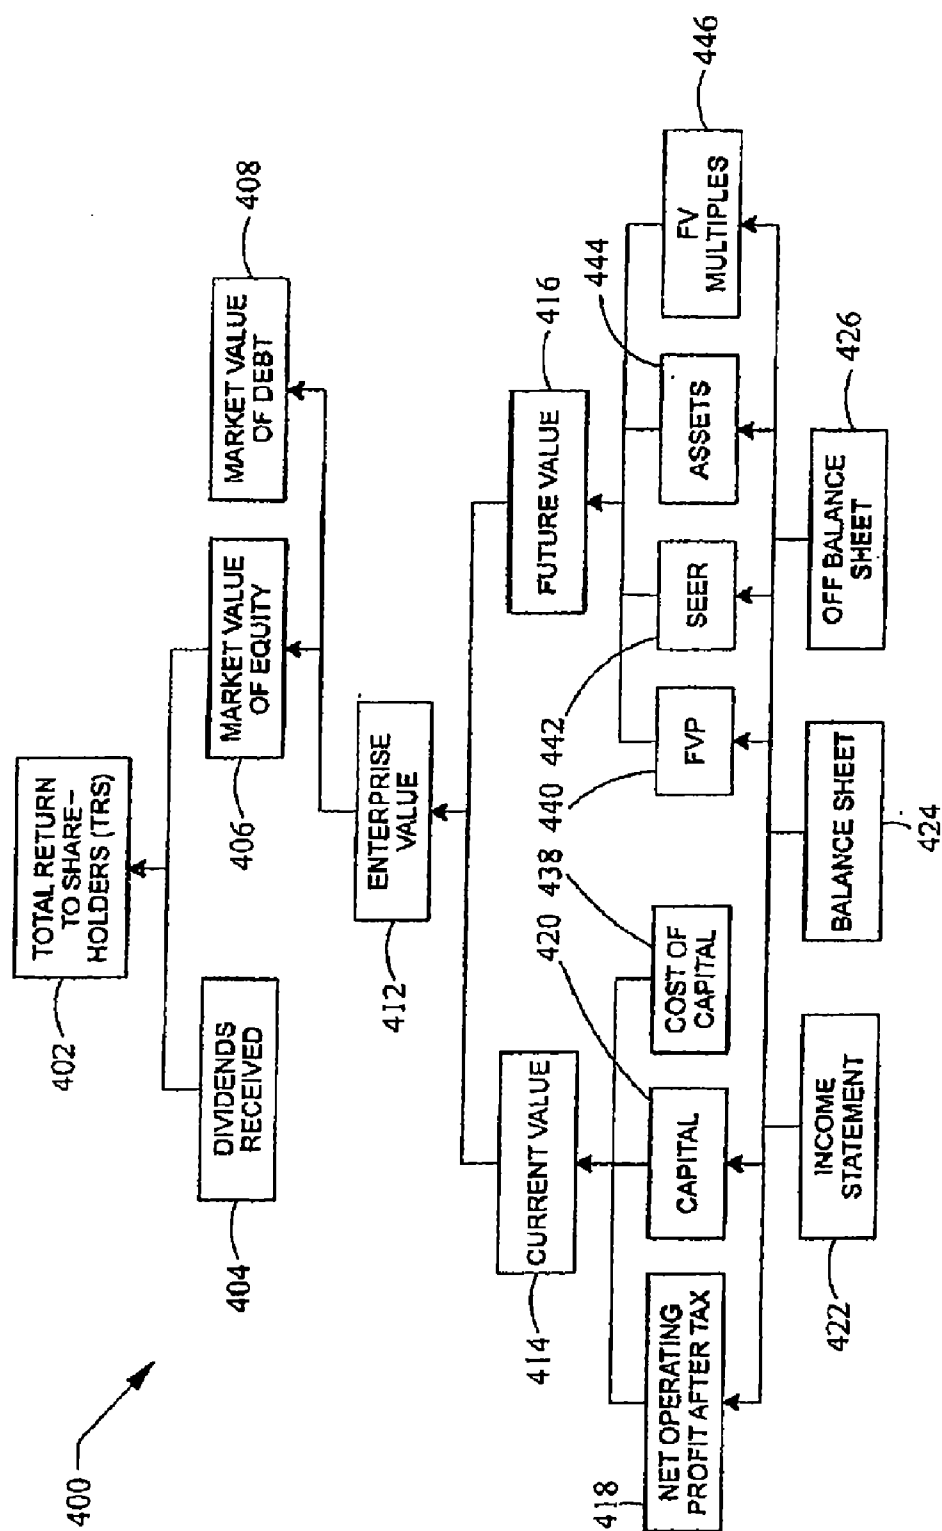 400
TOTAL RETURN
TO SHARE-
HOLDERS (TRS)
402
DIVIDENDS
RECEIVED
404
MARKET VALUE
OF EQUITY
406
MARKET VALUE
OF DEBT
408
ENTERPRISE
VALUE
412
CURRENT VALUE
414
FUTURE VALUE
416
NET OPERATING
PROFIT AFTER TAX
418
CAPITAL
420
COST OF
CAPITAL
438
FVP
440
SEER
442
ASSETS
444
FV
MULTIPLES
446
INCOME
STATEMENT
422
BALANCE SHEET
424
OFF BALANCE
SHEET
426